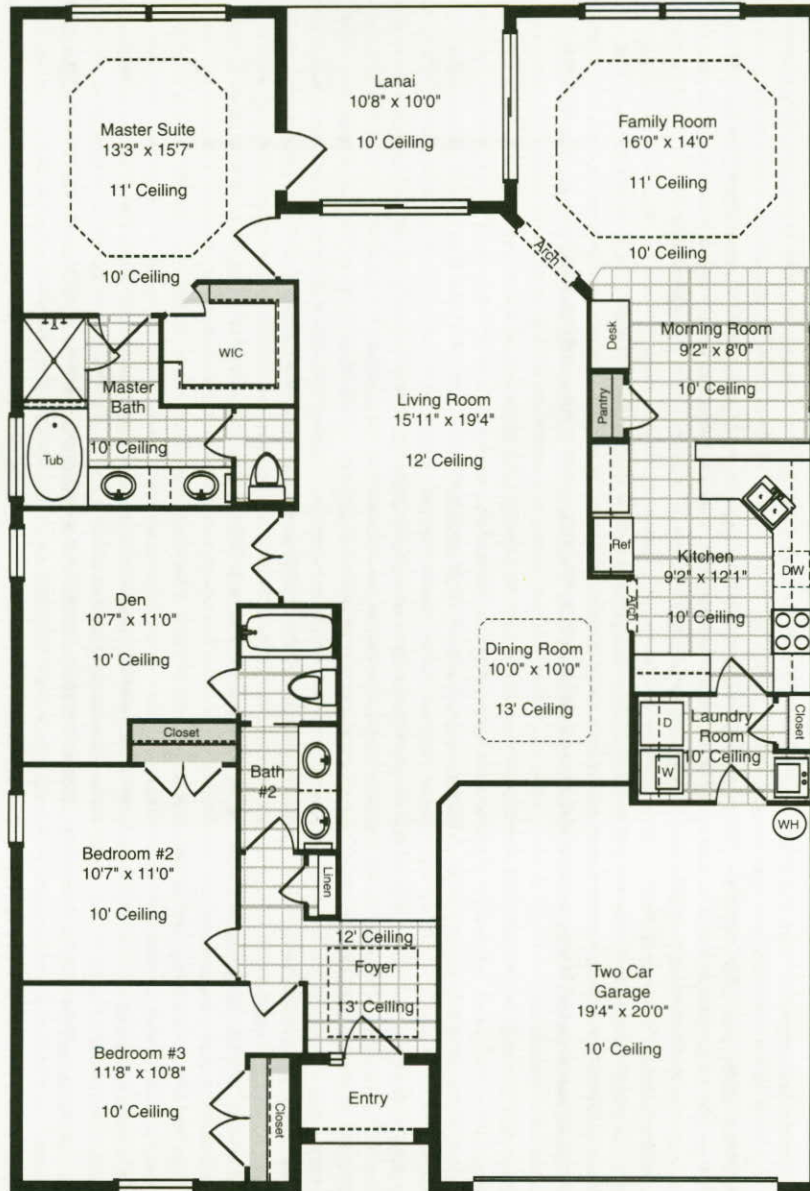 Master Suite
13'3" x 15'7"
11' Ceiling
10' Ceiling
Lanai
10'8" x 10'0"
10' Ceiling
Family Room
16'0" x 14'0"
11' Ceiling
10' Ceiling
Arch
Desk
Morning Room
9'2" x 8'0"
10' Ceiling
Pantry
WIC
Master
Bath
10' Ceiling
Tub
Living Room
15'11" x 19'4"
12' Ceiling
Ref
Kitchen
9'2" x 12'1"
10' Ceiling
DW
Arch
Den
10'7" x 11'0"
10' Ceiling
Closet
Dining Room
10'0" x 10'0"
13' Ceiling
D
W
Laundry
Room
10' Ceiling
Closet
WH
Bath
#2
Linen
Bedroom #2
10'7" x 11'0"
10' Ceiling
12' Ceiling
Foyer
13' Ceiling
Two Car
Garage
19'4" x 20'0"
10' Ceiling
Bedroom #3
11'8" x 10'8"
10' Ceiling
Closet
Entry